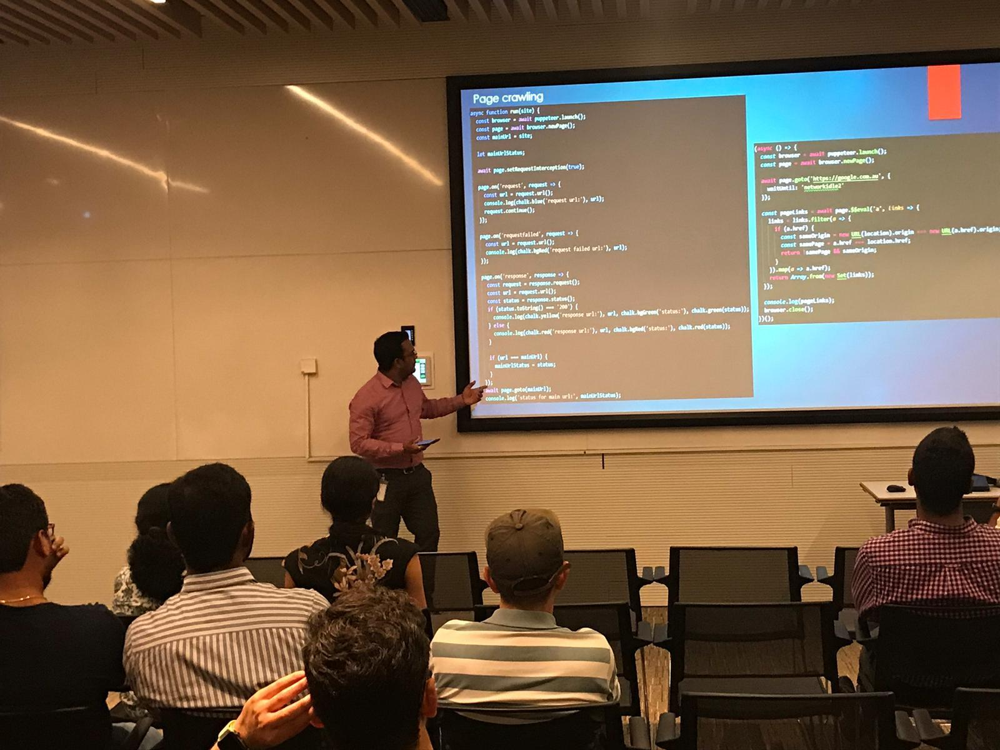 Page crawling
async function run(site) {
const browser = await puppeteer.launch();
const page = await browser.newPage();
const mainUrl = site;
let mainUrlStatus;
await page.setRequestInterception(true);
page.on('request', request => {
const url = request.url();
console.log(chalk.blue('request url:'), url);
request.continue();
});
page.on('requestfailed', request => {
const url = request.url();
console.log(chalk.bgRed('request failed url:'), url);
});
page.on('response', response => {
const request = response.request();
const url = request.url();
const status = response.status();
if (status.toString() === '200') {
console.log(chalk.yellow('response url:'), url, chalk.bgGreen('status:'), chalk.green(status));
} else {
console.log(chalk.red('response url:'), url, chalk.bgRed('status:'), chalk.red(status));
}
if (url === mainUrl) {
mainUrlStatus = status;
}
});
await page.goto(mainUrl);
console.log('status for main url:', mainUrlStatus);
(async () => {
const browser = await puppeteer.launch();
const page = await browser.newPage();
await page.goto('https://google.com.au', {
waitUntil: 'networkidle2'
});
const pageLinks = await page.$$eval('a', links => {
links = links.filter(a => {
if (a.href) {
const sameOrigin = new URL(location).origin === new URL(a.href).origin;
const samePage = a.href === location.href;
return !samePage && sameOrigin;
}
}).map(a => a.href);
return Array.from(new Set(links));
});
console.log(pageLinks);
browser.close();
})();